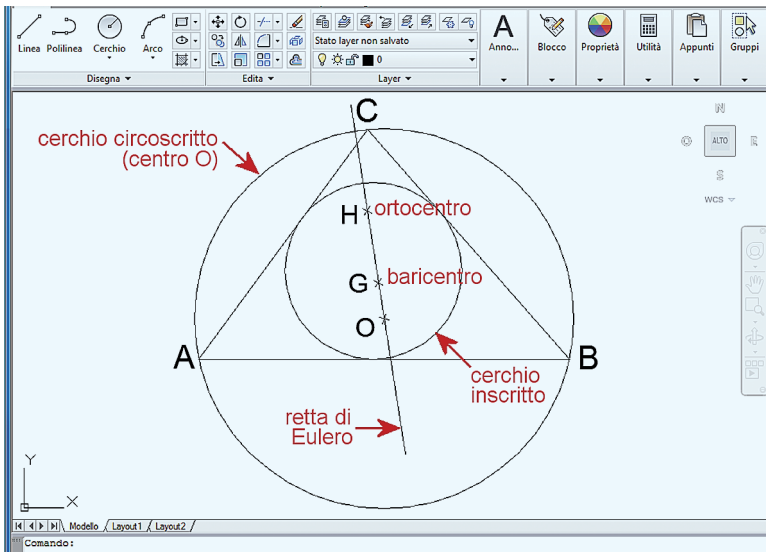 Linea Polilinea Cerchio Arco
Stato layer non salvato
0
Anno... Blocco Proprietà Utilità Appunti Gruppi
Disegna Edita Layer
C
cerchio circoscritto
(centro O)
N
O ALTO E
S
WCS
H ortocentro
G baricentro
O
A B
cerchio
inscritto
retta di
Eulero
Y
X
Modello Layout1 Layout2
Comando: